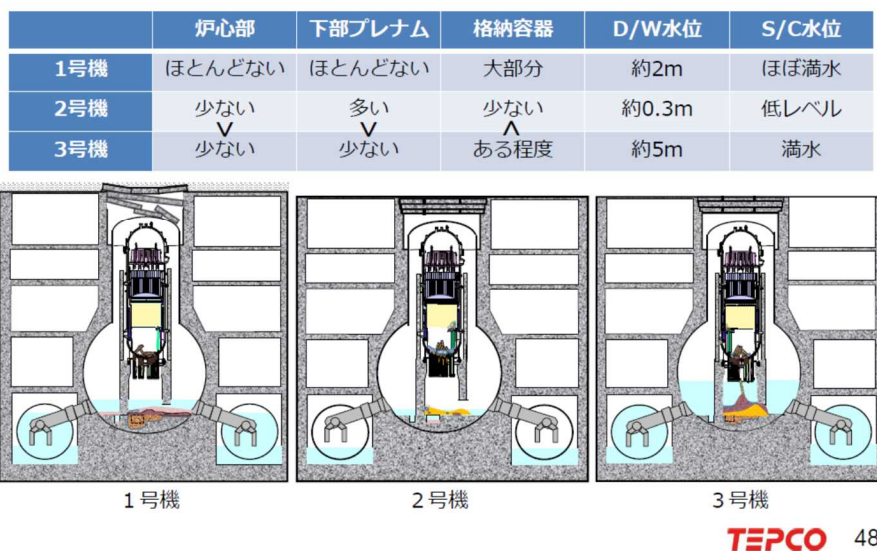 炉心部 下部プレナム 格納容器 D/W水位 S/C水位
1号機 ほとんどない ほとんどない 大部分 約2m ほぼ満水
2号機 少ない 多い 少ない 約0.3m 低レベル
∨ ∨ ∧
3号機 少ない 少ない ある程度 約5m 満水
1号機 2号機 3号機
TEPCO 48